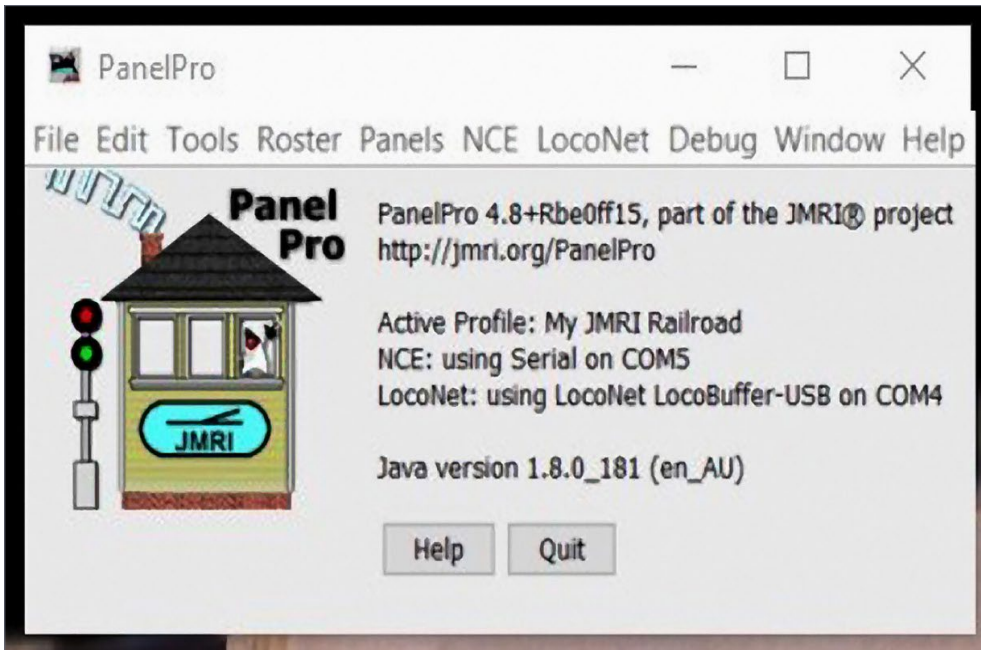 PanelPro
File Edit Tools Roster Panels NCE LocoNet Debug Window Help
Panel
Pro
PanelPro 4.8+Rbe0ff15, part of the JMRI® project
http://jmri.org/PanelPro
Active Profile: My JMRI Railroad
NCE: using Serial on COM5
LocoNet: using LocoNet LocoBuffer-USB on COM4
JMRI
Java version 1.8.0_181 (en_AU)
Help Quit